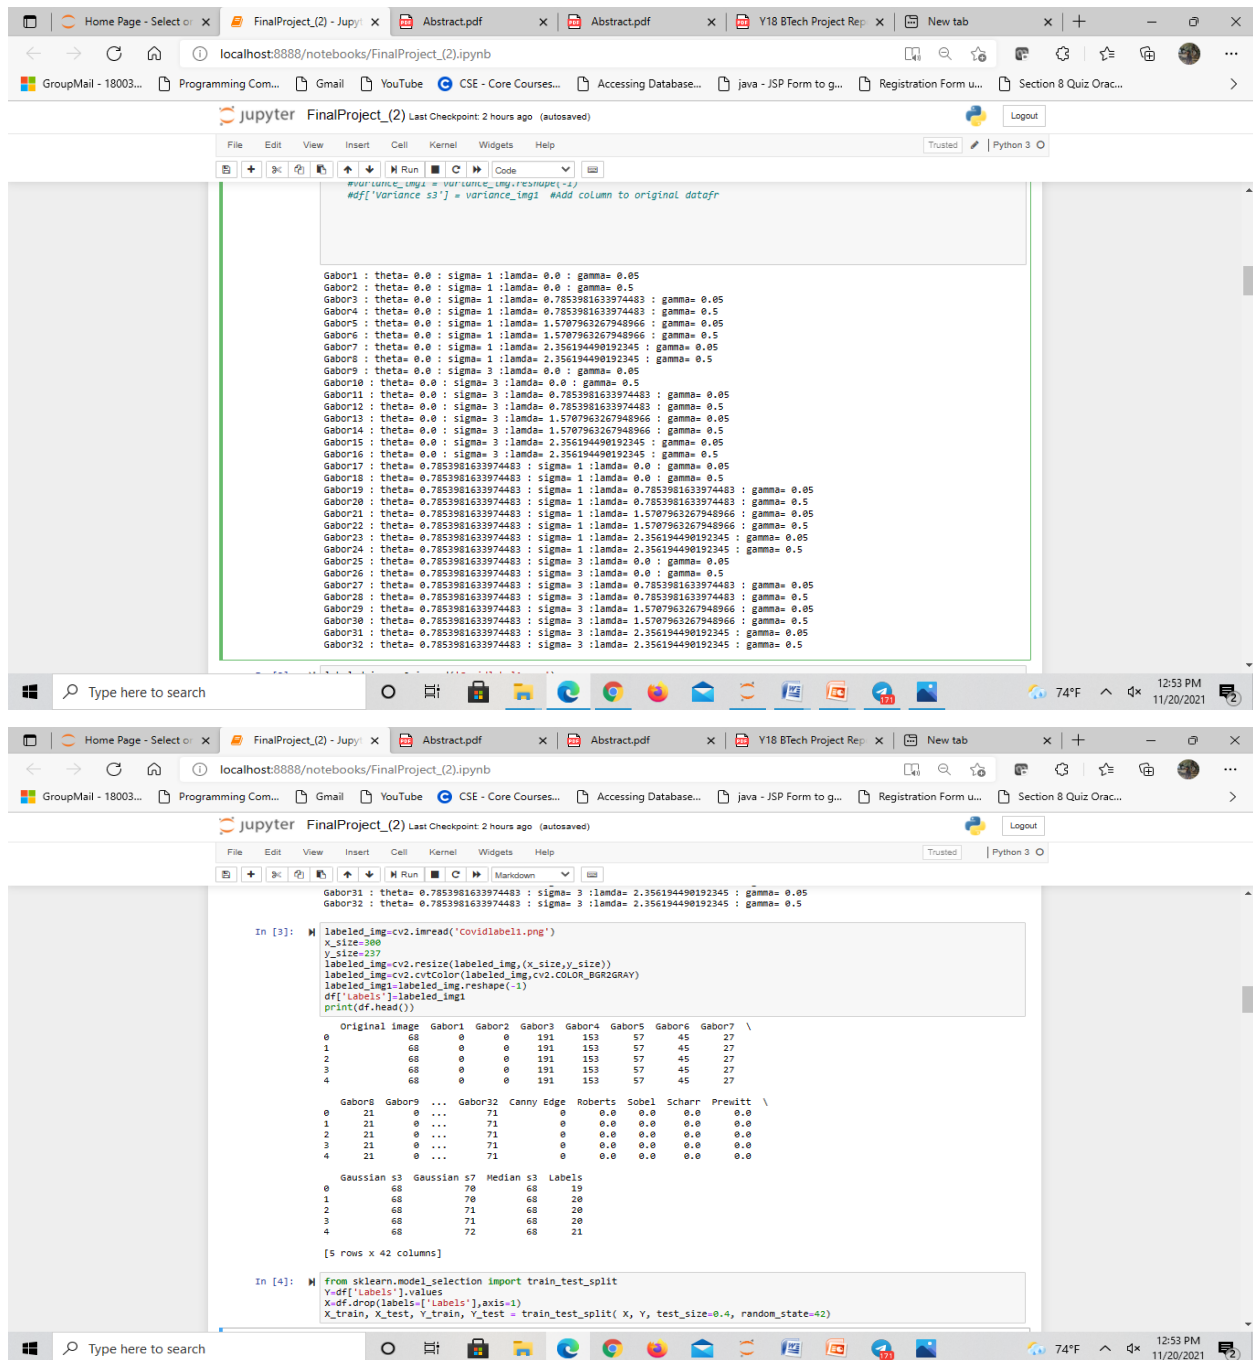 Home Page - Select or
FinalProject_(2) - Jupyt
Abstract.pdf
Abstract.pdf
Y18 BTech Project Rep
New tab
localhost:8888/notebooks/FinalProject_(2).ipynb
GroupMail - 18003...
Programming Com...
Gmail
YouTube
CSE - Core Courses...
Accessing Database...
java - JSP Form to g...
Registration Form u...
Section 8 Quiz Orac...
jupyter FinalProject_(2) Last Checkpoint: 2 hours ago (autosaved)
Logout
File Edit View Insert Cell Kernel Widgets Help
Trusted
Python 3 O
Run
Code
#variance_img1 = variance_img.reshape(-1)
#df['Variance s3'] = variance_img1 #Add column to original datafr
Gabor1 : theta= 0.0 : sigma= 1 :lamda= 0.0 : gamma= 0.05
Gabor2 : theta= 0.0 : sigma= 1 :lamda= 0.0 : gamma= 0.5
Gabor3 : theta= 0.0 : sigma= 1 :lamda= 0.7853981633974483 : gamma= 0.05
Gabor4 : theta= 0.0 : sigma= 1 :lamda= 0.7853981633974483 : gamma= 0.5
Gabor5 : theta= 0.0 : sigma= 1 :lamda= 1.5707963267948966 : gamma= 0.05
Gabor6 : theta= 0.0 : sigma= 1 :lamda= 1.5707963267948966 : gamma= 0.5
Gabor7 : theta= 0.0 : sigma= 1 :lamda= 2.356194490192345 : gamma= 0.05
Gabor8 : theta= 0.0 : sigma= 1 :lamda= 2.356194490192345 : gamma= 0.5
Gabor9 : theta= 0.0 : sigma= 3 :lamda= 0.0 : gamma= 0.05
Gabor10 : theta= 0.0 : sigma= 3 :lamda= 0.0 : gamma= 0.5
Gabor11 : theta= 0.0 : sigma= 3 :lamda= 0.7853981633974483 : gamma= 0.05
Gabor12 : theta= 0.0 : sigma= 3 :lamda= 0.7853981633974483 : gamma= 0.5
Gabor13 : theta= 0.0 : sigma= 3 :lamda= 1.5707963267948966 : gamma= 0.05
Gabor14 : theta= 0.0 : sigma= 3 :lamda= 1.5707963267948966 : gamma= 0.5
Gabor15 : theta= 0.0 : sigma= 3 :lamda= 2.356194490192345 : gamma= 0.05
Gabor16 : theta= 0.0 : sigma= 3 :lamda= 2.356194490192345 : gamma= 0.5
Gabor17 : theta= 0.7853981633974483 : sigma= 1 :lamda= 0.0 : gamma= 0.05
Gabor18 : theta= 0.7853981633974483 : sigma= 1 :lamda= 0.0 : gamma= 0.5
Gabor19 : theta= 0.7853981633974483 : sigma= 1 :lamda= 0.7853981633974483 : gamma= 0.05
Gabor20 : theta= 0.7853981633974483 : sigma= 1 :lamda= 0.7853981633974483 : gamma= 0.5
Gabor21 : theta= 0.7853981633974483 : sigma= 1 :lamda= 1.5707963267948966 : gamma= 0.05
Gabor22 : theta= 0.7853981633974483 : sigma= 1 :lamda= 1.5707963267948966 : gamma= 0.5
Gabor23 : theta= 0.7853981633974483 : sigma= 1 :lamda= 2.356194490192345 : gamma= 0.05
Gabor24 : theta= 0.7853981633974483 : sigma= 1 :lamda= 2.356194490192345 : gamma= 0.5
Gabor25 : theta= 0.7853981633974483 : sigma= 3 :lamda= 0.0 : gamma= 0.05
Gabor26 : theta= 0.7853981633974483 : sigma= 3 :lamda= 0.0 : gamma= 0.5
Gabor27 : theta= 0.7853981633974483 : sigma= 3 :lamda= 0.7853981633974483 : gamma= 0.05
Gabor28 : theta= 0.7853981633974483 : sigma= 3 :lamda= 0.7853981633974483 : gamma= 0.5
Gabor29 : theta= 0.7853981633974483 : sigma= 3 :lamda= 1.5707963267948966 : gamma= 0.05
Gabor30 : theta= 0.7853981633974483 : sigma= 3 :lamda= 1.5707963267948966 : gamma= 0.5
Gabor31 : theta= 0.7853981633974483 : sigma= 3 :lamda= 2.356194490192345 : gamma= 0.05
Gabor32 : theta= 0.7853981633974483 : sigma= 3 :lamda= 2.356194490192345 : gamma= 0.5
Type here to search
171
74°F
12:53 PM
11/20/2021
2
Home Page - Select or
FinalProject_(2) - Jupyt
Abstract.pdf
Abstract.pdf
Y18 BTech Project Rep
New tab
localhost:8888/notebooks/FinalProject_(2).ipynb
GroupMail - 18003...
Programming Com...
Gmail
YouTube
CSE - Core Courses...
Accessing Database...
java - JSP Form to g...
Registration Form u...
Section 8 Quiz Orac...
jupyter FinalProject_(2) Last Checkpoint: 2 hours ago (autosaved)
Logout
File Edit View Insert Cell Kernel Widgets Help
Trusted
Python 3 O
Run
Markdown
Gabor31 : theta= 0.7853981633974483 : sigma= 3 :lamda= 2.356194490192345 : gamma= 0.05
Gabor32 : theta= 0.7853981633974483 : sigma= 3 :lamda= 2.356194490192345 : gamma= 0.5
In [3]: labeled_img=cv2.imread('Covidlabel1.png')
x_size=300
y_size=237
labeled_img=cv2.resize(labeled_img,(x_size,y_size))
labeled_img=cv2.cvtColor(labeled_img,cv2.COLOR_BGR2GRAY)
labeled_img1=labeled_img.reshape(-1)
df['Labels']=labeled_img1
print(df.head())
Original image Gabor1 Gabor2 Gabor3 Gabor4 Gabor5 Gabor6 Gabor7 \
0 68 0 0 191 153 57 45 27
1 68 0 0 191 153 57 45 27
2 68 0 0 191 153 57 45 27
3 68 0 0 191 153 57 45 27
4 68 0 0 191 153 57 45 27
Gabor8 Gabor9 ... Gabor32 Canny Edge Roberts Sobel Scharr Prewitt \
0 21 0 ... 71 0 0.0 0.0 0.0 0.0
1 21 0 ... 71 0 0.0 0.0 0.0 0.0
2 21 0 ... 71 0 0.0 0.0 0.0 0.0
3 21 0 ... 71 0 0.0 0.0 0.0 0.0
4 21 0 ... 71 0 0.0 0.0 0.0 0.0
Gaussian s3 Gaussian s7 Median s3 Labels
0 68 70 68 19
1 68 70 68 20
2 68 71 68 20
3 68 71 68 20
4 68 72 68 21
[5 rows x 42 columns]
In [4]: from sklearn.model_selection import train_test_split
Y=df['Labels'].values
X=df.drop(labels=['Labels'],axis=1)
X_train, X_test, Y_train, Y_test = train_test_split( X, Y, test_size=0.4, random_state=42)
Type here to search
171
74°F
12:53 PM
11/20/2021
2